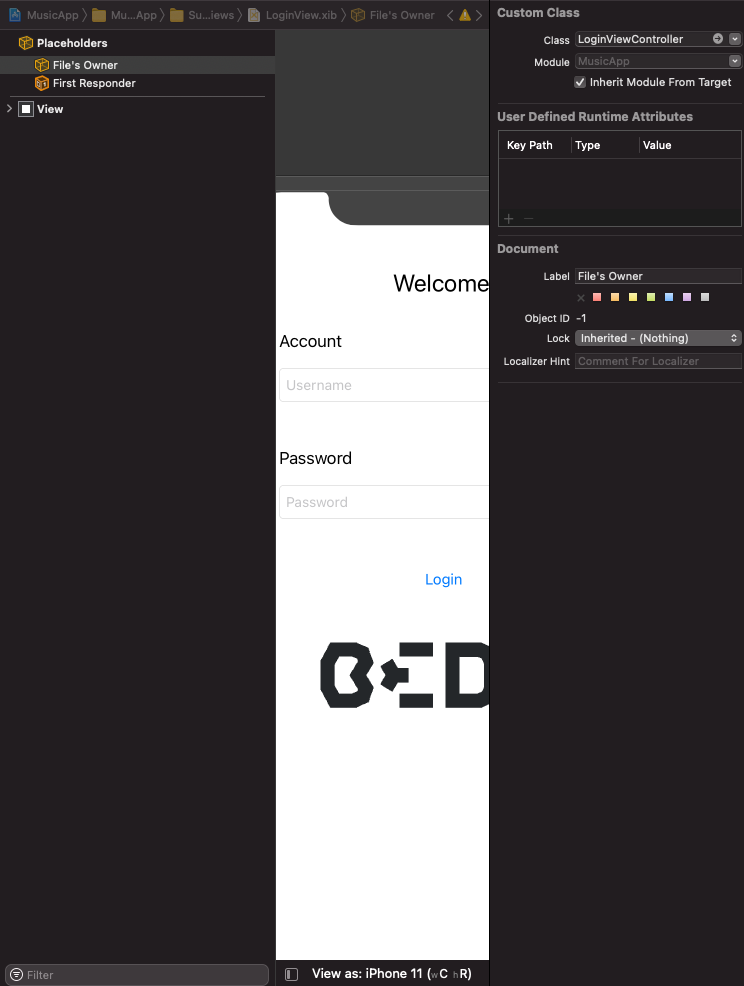 MusicApp
Mu...App
Su...iews
LoginView.xib
File's Owner
Placeholders
File's Owner
First Responder
View
Filter
Welcome
Account
Username
Password
Password
Login
BED
View as: iPhone 11 (wC hR)
Custom Class
Class LoginViewController
Module MusicApp
Inherit Module From Target
User Defined Runtime Attributes
Key Path Type Value
+ −
Document
Label File's Owner
Object ID -1
Lock Inherited - (Nothing)
Localizer Hint Comment For Localizer